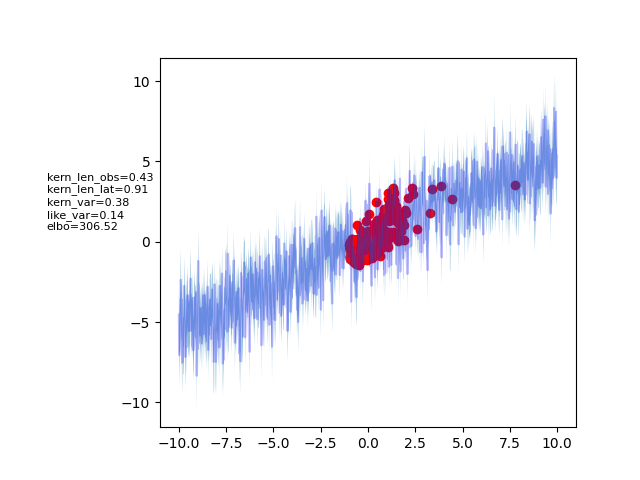 10
5
0
−5
−10
kern_len_obs=0.43
kern_len_lat=0.91
kern_var=0.38
like_var=0.14
elbo=306.52
−10.0 −7.5 −5.0 −2.5 0.0 2.5 5.0 7.5 10.0